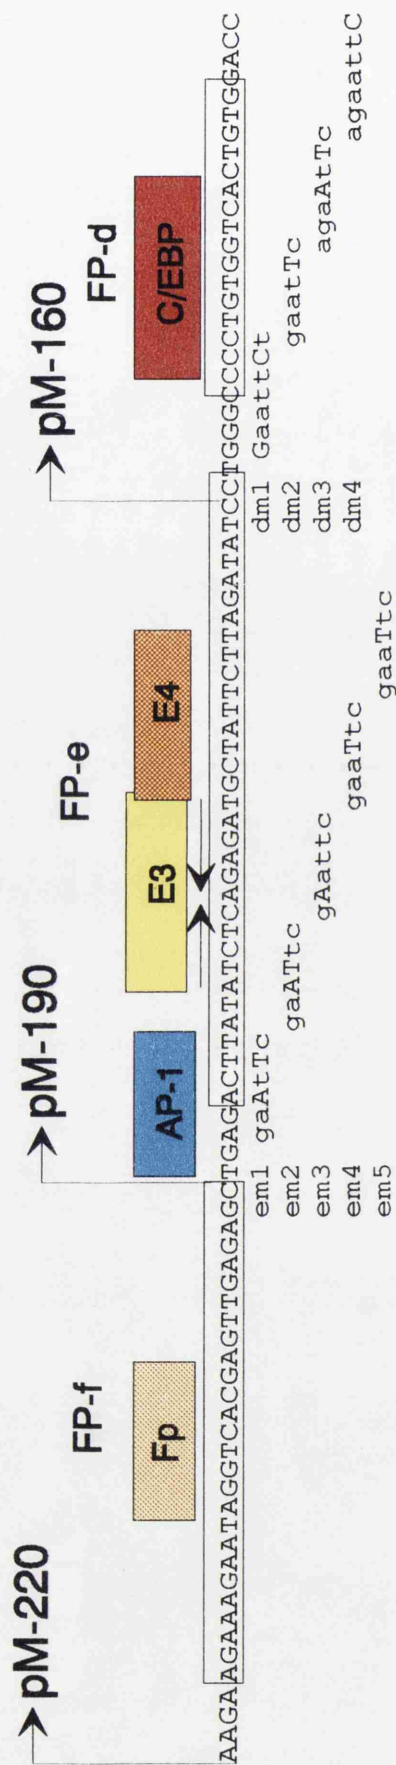 pM-220 pM-190 pM-160
FP-f FP-e FP-d
Fp AP-1 E3 E4 C/EBP
AAGAAGAAAGAATAGGTCACGAGTTGAGAGCTGAGACTTATATCTCAGAGATGCTATTCTTAGATATCCTGGGCCCCTGTGGTCACTGTGGACC
em1 gaAtTc dm1 GaattCt
em2 gaATtc dm2 gaatTc
em3 gAattc dm3 agaAtTc
em4 gaaTtc dm4 agaattC
em5 gaaTtc